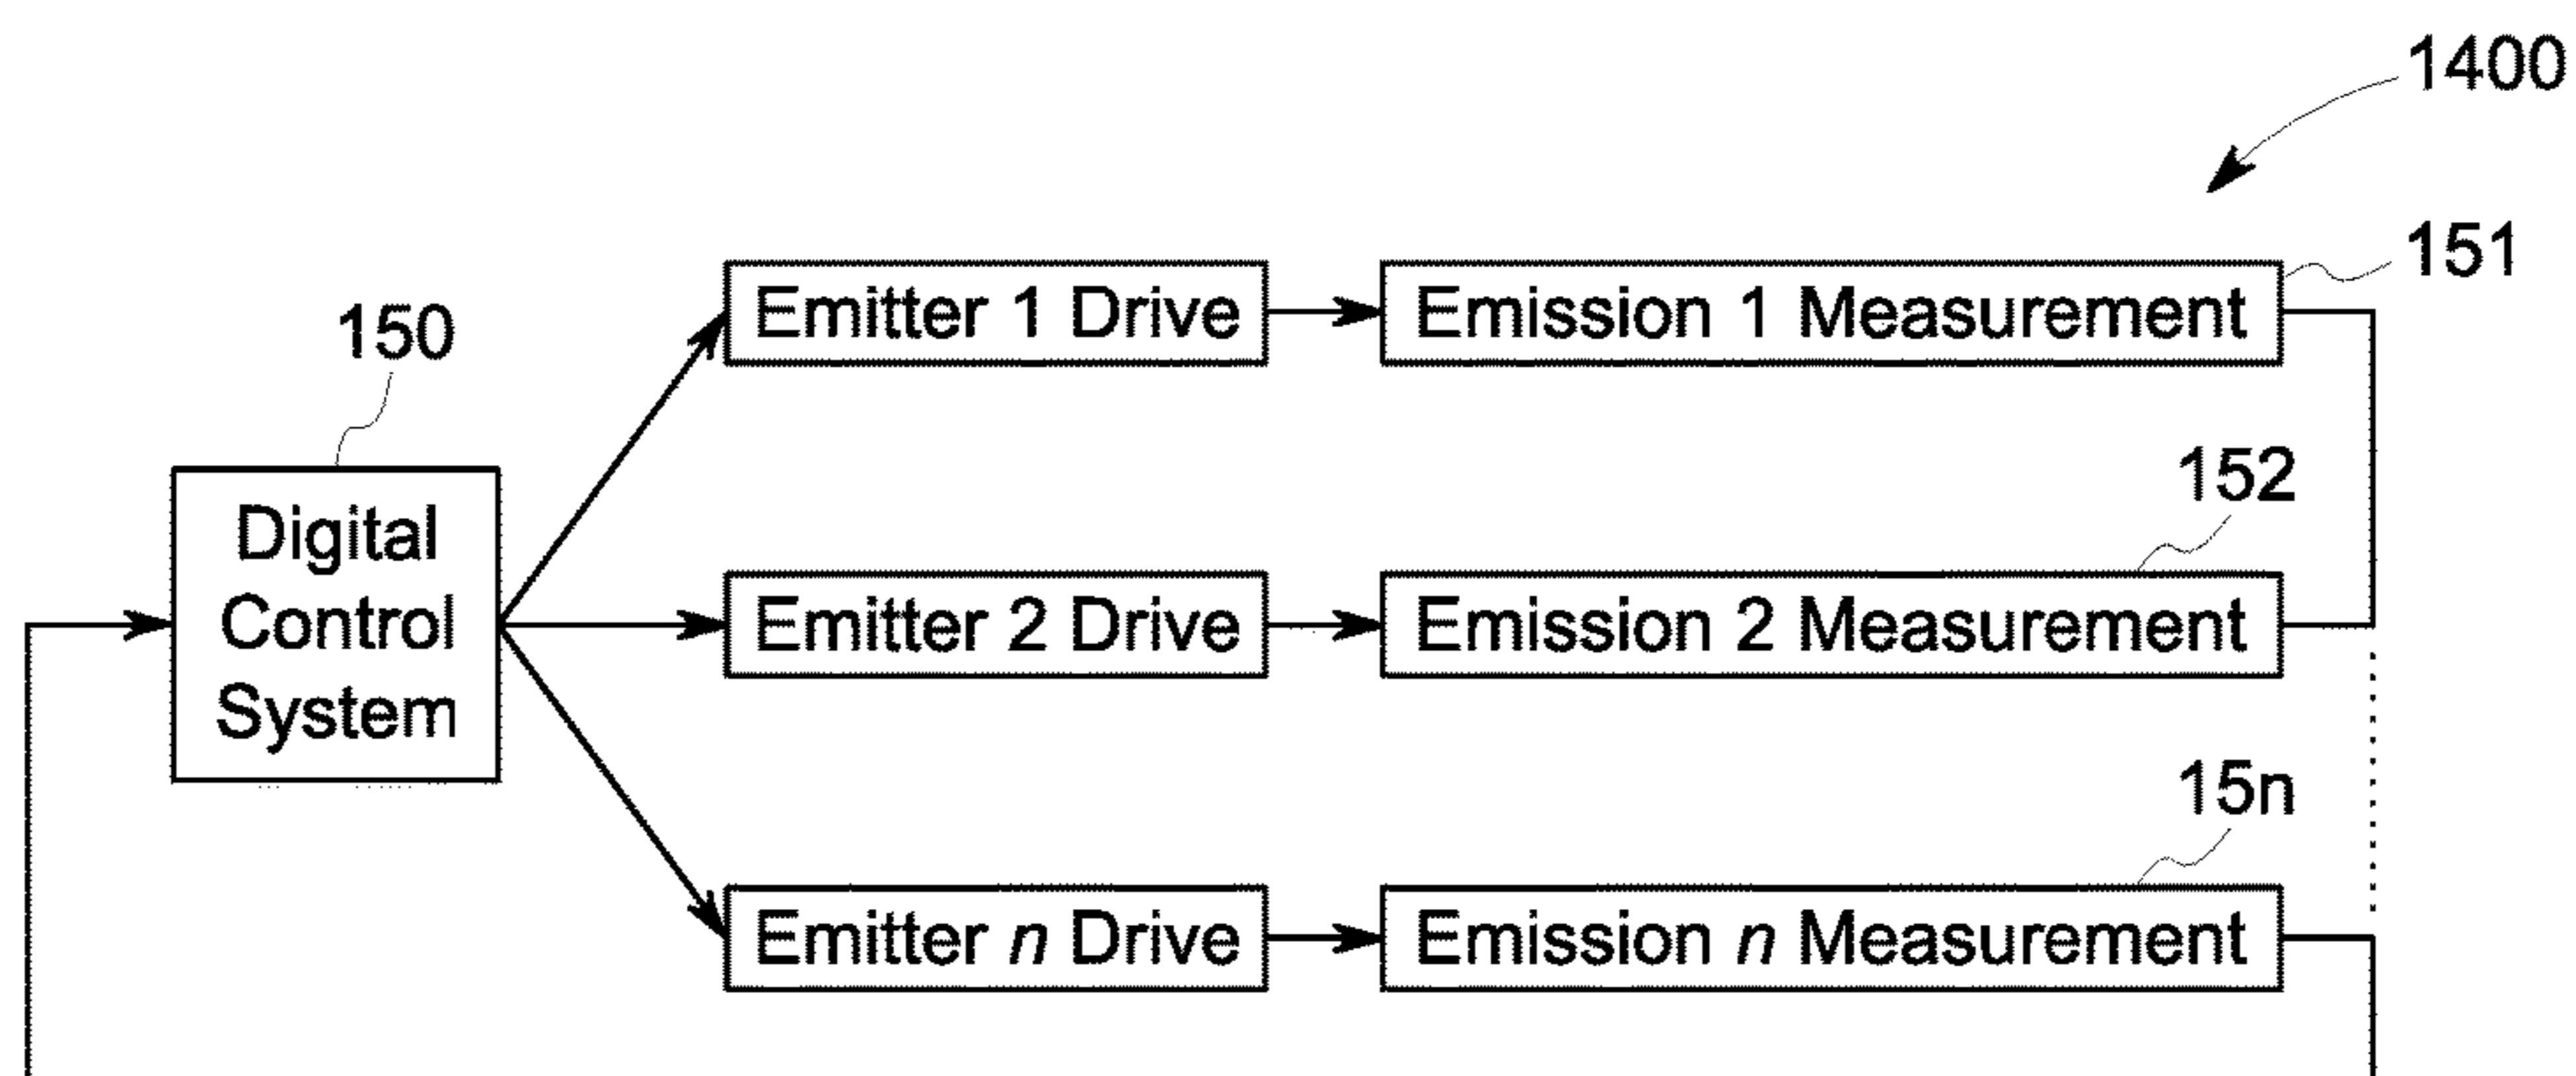 1400
151
Emitter 1 Drive
Emission 1 Measurement
150
152
Digital
Control
System
Emitter 2 Drive
Emission 2 Measurement
15n
Emitter n Drive
Emission n Measurement